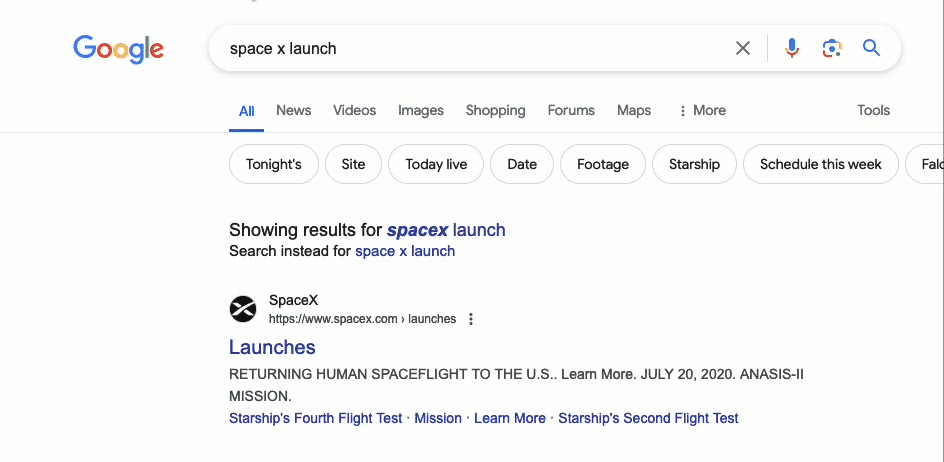 Google space x launch
All News Videos Images Shopping Forums Maps More Tools
Tonight's Site Today live Date Footage Starship Schedule this week
Showing results for spacex launch
Search instead for space x launch
SpaceX
https://www.spacex.com › launches
Launches
RETURNING HUMAN SPACEFLIGHT TO THE U.S.. Learn More. JULY 20, 2020. ANASIS-II
MISSION.
Starship's Fourth Flight Test · Mission · Learn More · Starship's Second Flight Test